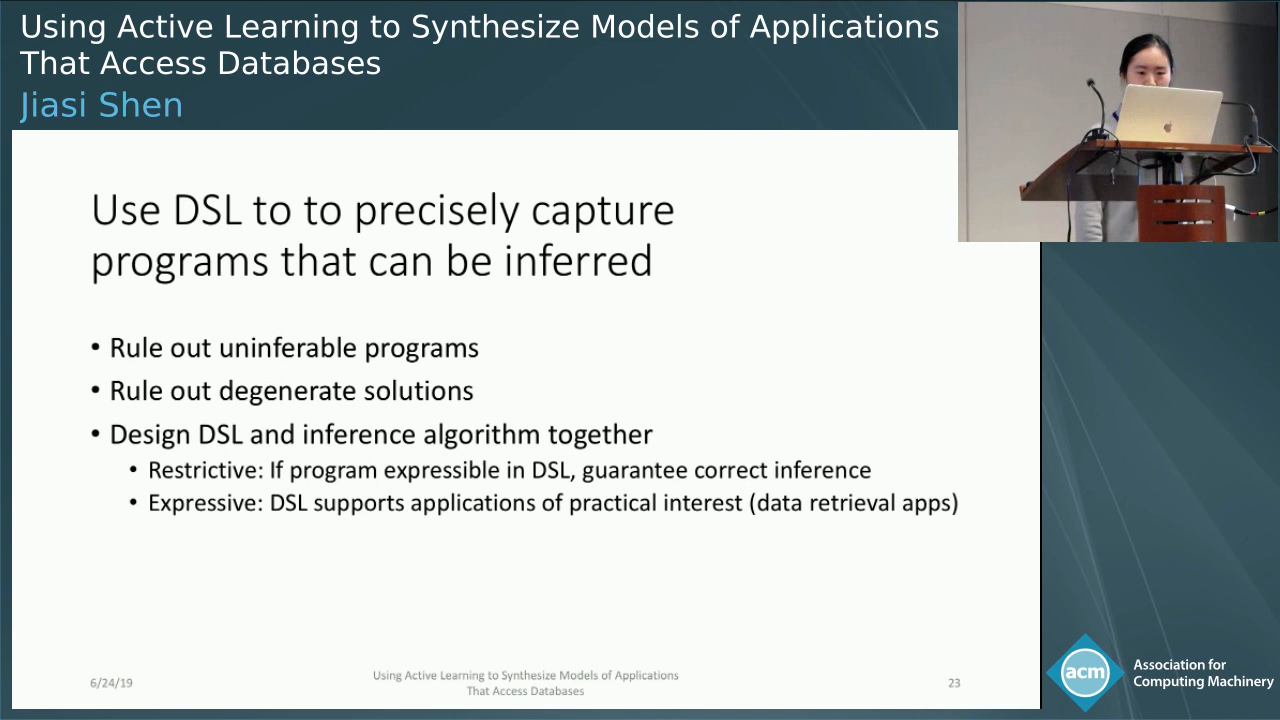 Using Active Learning to Synthesize Models of Applications
That Access Databases
Jiasi Shen
Use DSL to to precisely capture
programs that can be inferred
• Rule out uninferable programs
• Rule out degenerate solutions
• Design DSL and inference algorithm together
• Restrictive: If program expressible in DSL, guarantee correct inference
• Expressive: DSL supports applications of practical interest (data retrieval apps)
6/24/19
Using Active Learning to Synthesize Models of Applications
That Access Databases
23
acm
Association for
Computing Machinery